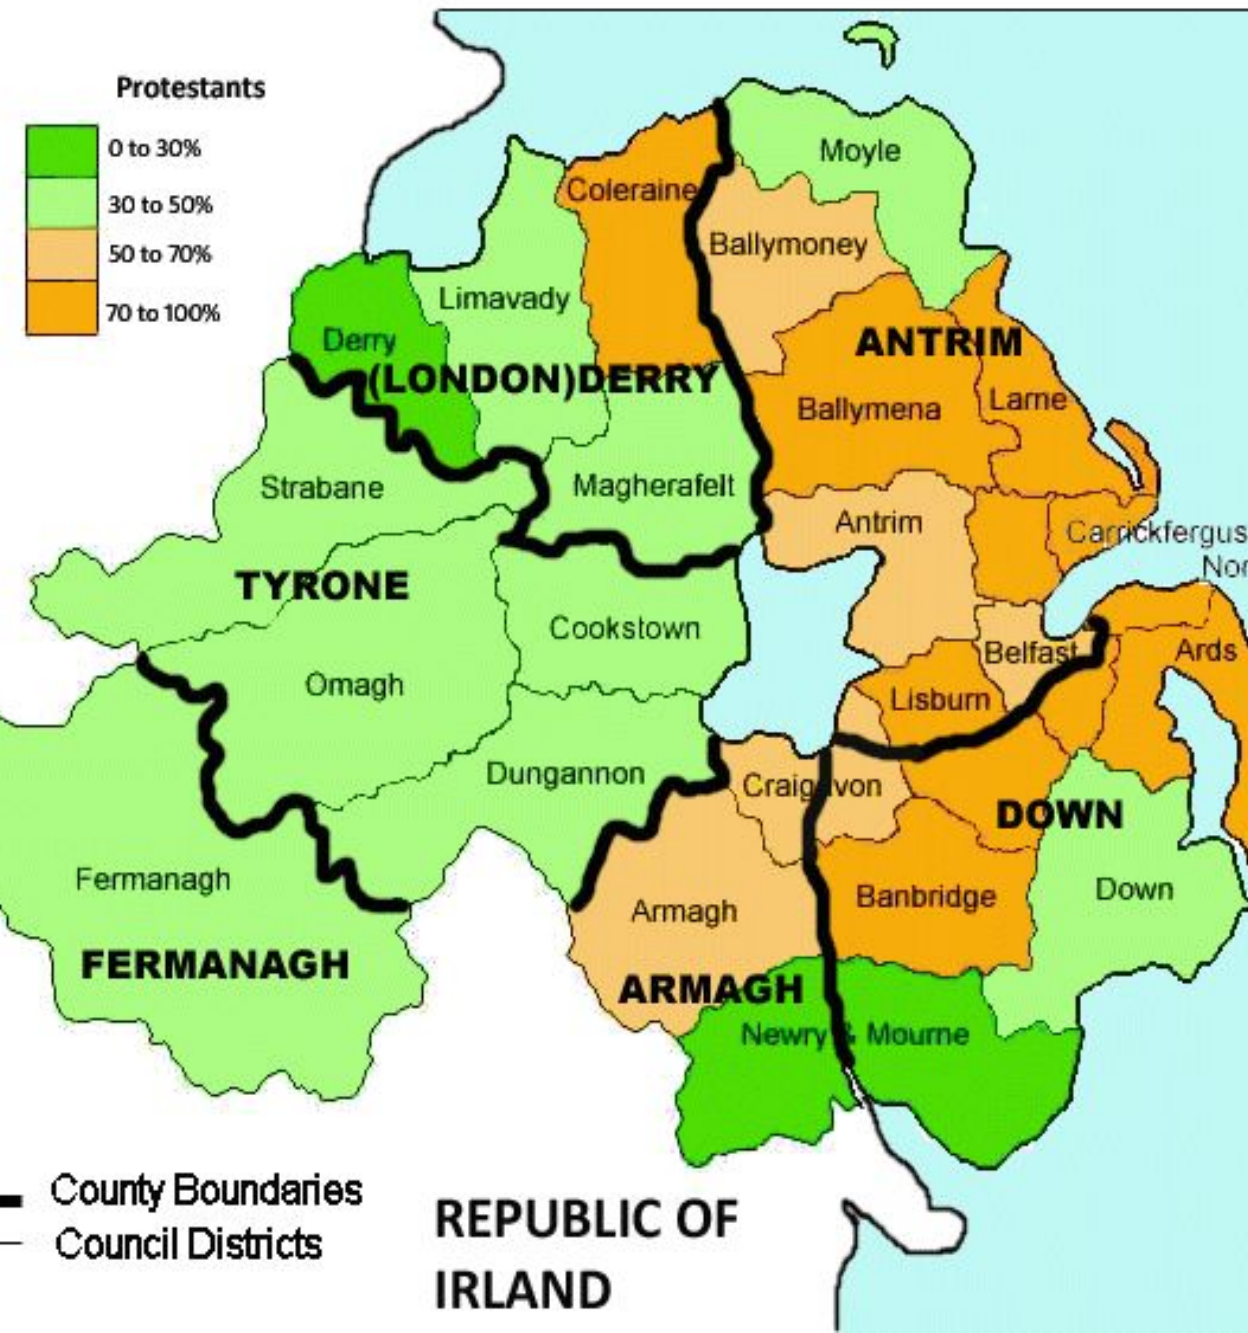 Protestants
0 to 30%
30 to 50%
50 to 70%
70 to 100%
Moyle
Coleraine
Ballymoney
Limavady
Derry
ANTRIM
(LONDON)DERRY
Larne
Ballymena
Strabane
Magherafelt
Antrim
Carrickfergus
Nor
TYRONE
Cookstown
Belfast
Ards
Omagh
Lisburn
Dungannon
Craigavon
DOWN
Fermanagh
Down
Banbridge
Armagh
FERMANAGH
ARMAGH
Newry & Mourne
County Boundaries
Council Districts
REPUBLIC OF
IRLAND